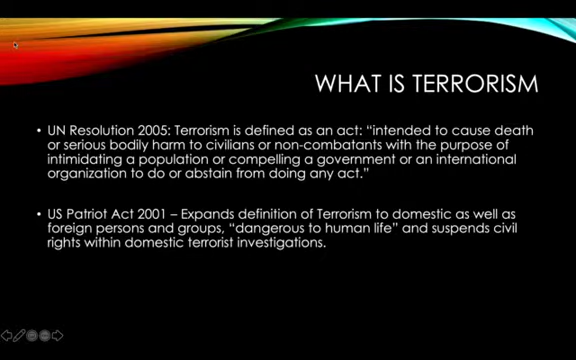 WHAT IS TERRORISM
• UN Resolution 2005: Terrorism is defined as an act: “intended to cause death
or serious bodily harm to civilians or non-combatants with the purpose of
intimidating a population or compelling a government or an international
organization to do or abstain from doing any act.”
• US Patriot Act 2001 – Expands definition of Terrorism to domestic as well as
foreign persons and groups, “dangerous to human life” and suspends civil
rights within domestic terrorist investigations.